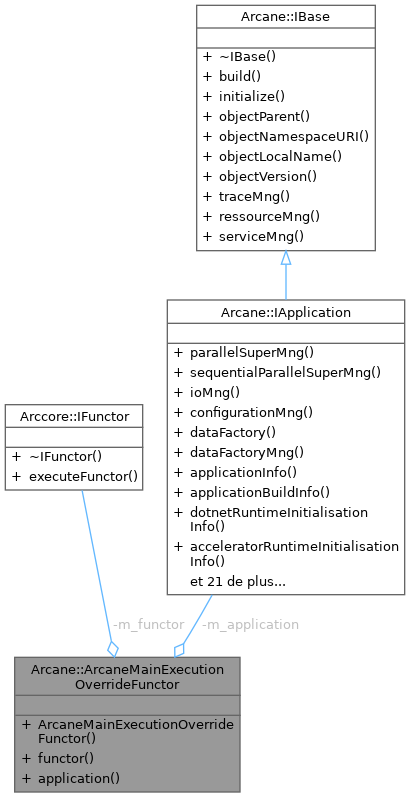 Arcane::IBase
+ ~IBase()
+ build()
+ initialize()
+ objectParent()
+ objectNamespaceURI()
+ objectLocalName()
+ objectVersion()
+ traceMng()
+ ressourceMng()
+ serviceMng()
Arcane::IApplication
+ parallelSuperMng()
+ sequentialParallelSuperMng()
+ ioMng()
+ configurationMng()
+ dataFactory()
+ dataFactoryMng()
+ applicationInfo()
+ applicationBuildInfo()
+ dotnetRuntimeInitialisation
Info()
+ acceleratorRuntimeInitialisation
Info()
et 21 de plus...
Arccore::IFunctor
+ ~IFunctor()
+ executeFunctor()
-m_functor
-m_application
Arcane::ArcaneMainExecution
OverrideFunctor
+ ArcaneMainExecutionOverride
Functor()
+ functor()
+ application()